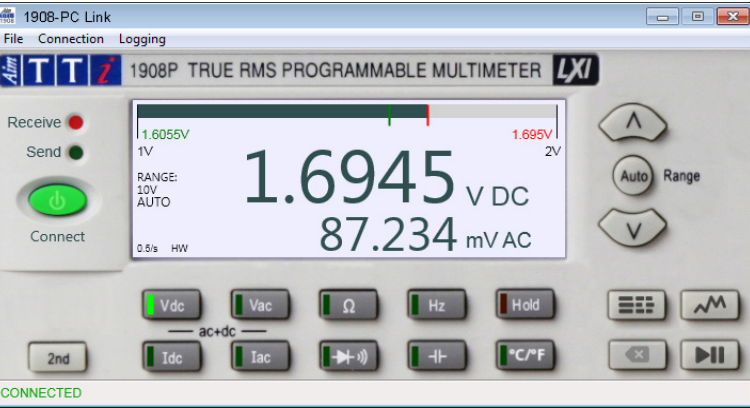 1908-PC Link
File Connection Logging
Aim TTi 1908P TRUE RMS PROGRAMMABLE MULTIMETER LXI
Receive
Send
Connect
1.6055V 1.695V
1V 2V
RANGE:
10V
AUTO
1.6945 V DC
87.234 mV AC
0.5/s HW
Auto Range
Vdc Vac Ω Hz Hold
ac+dc
2nd Idc Iac °C/°F
CONNECTED